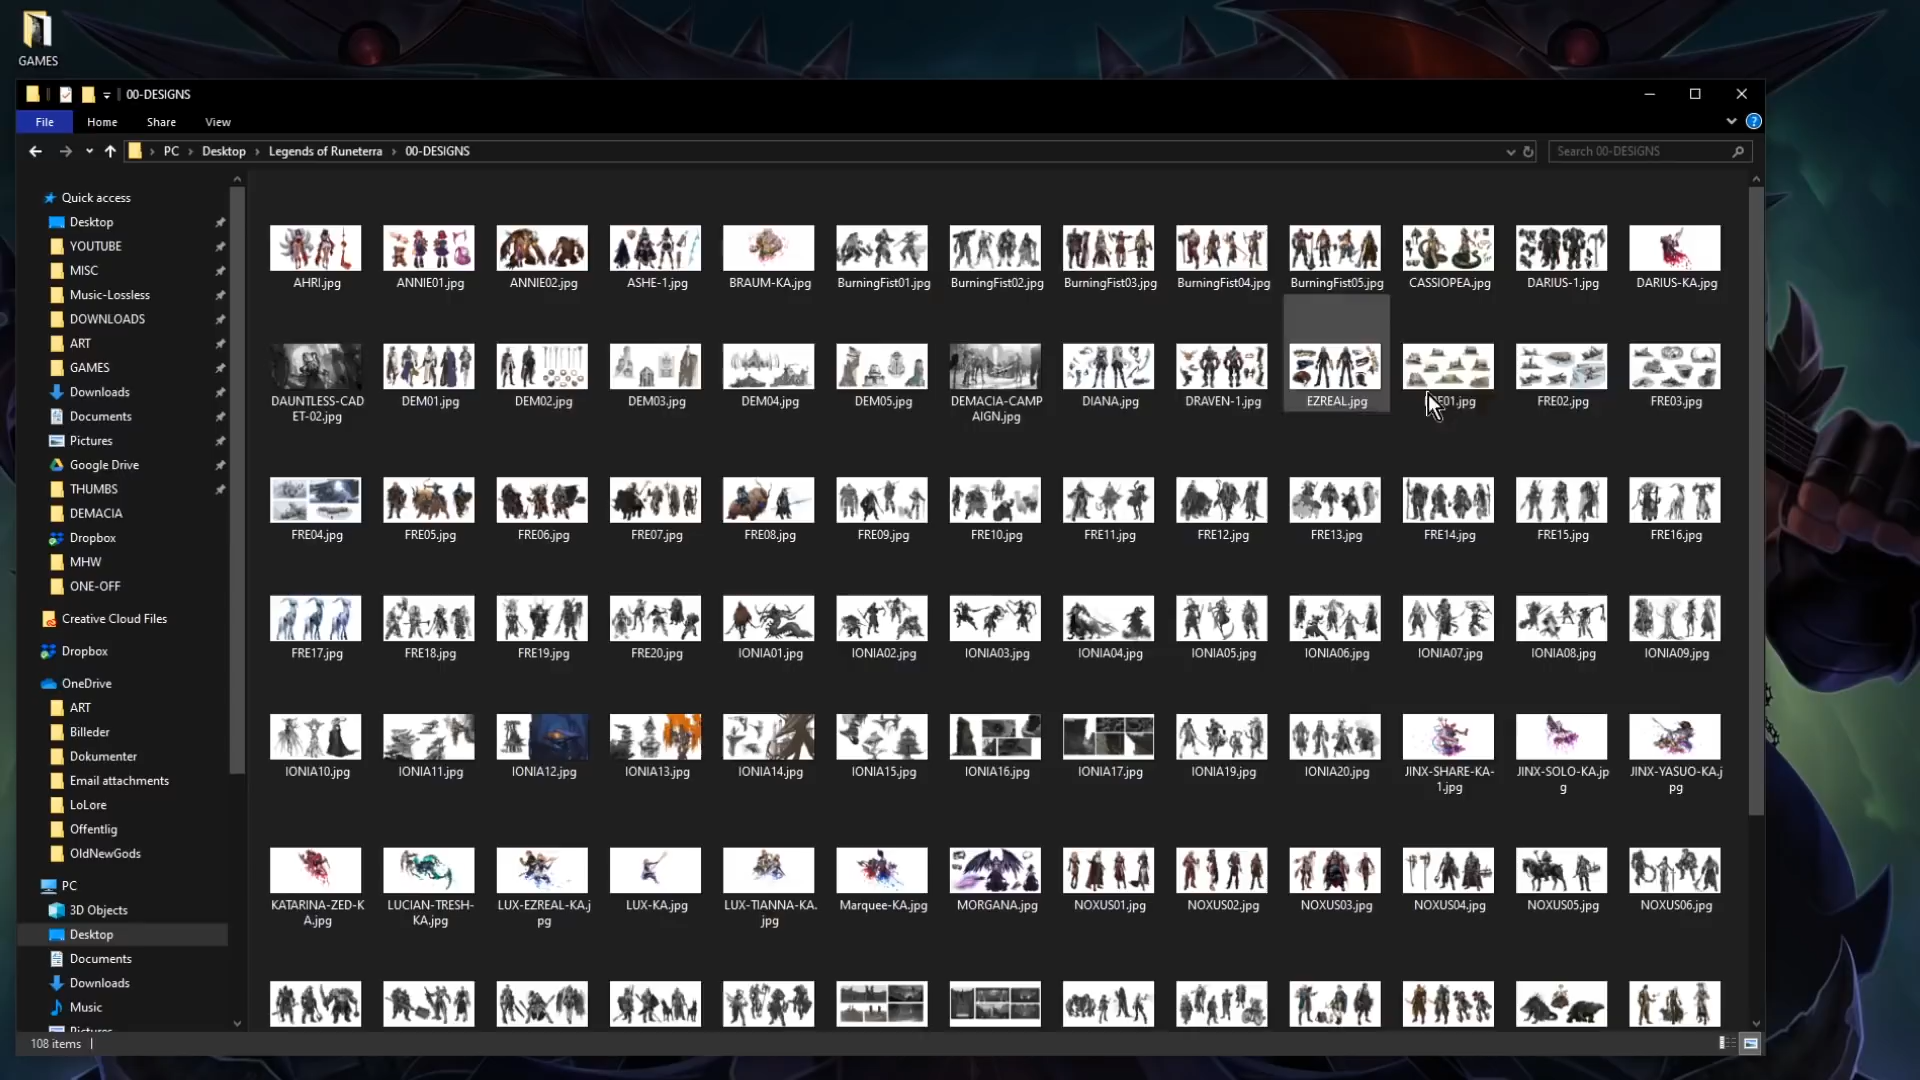 GAMES
00-DESIGNS
File Home Share View
PC Desktop Legends of Runeterra 00-DESIGNS
Search 00-DESIGNS
Quick access
Desktop
YOUTUBE
MISC
Music-Lossless
DOWNLOADS
ART
GAMES
Downloads
Documents
Pictures
Google Drive
THUMBS
DEMACIA
Dropbox
MHW
ONE-OFF
Creative Cloud Files
Dropbox
OneDrive
ART
Billeder
Dokumenter
Email attachments
LoLore
Offentlig
OldNewGods
PC
3D Objects
Desktop
Documents
Downloads
Music
Pictures
AHRI.jpg ANNIE01.jpg ANNIE02.jpg ASHE-1.jpg BRAUM-KA.jpg BurningFist01.jpg BurningFist02.jpg BurningFist03.jpg BurningFist04.jpg BurningFist05.jpg CASSIOPEA.jpg DARIUS-1.jpg DARIUS-KA.jpg
DAUNTLESS-CAD DEM01.jpg DEM02.jpg DEM03.jpg DEM04.jpg DEM05.jpg DEMACIA-CAMP DIANA.jpg DRAVEN-1.jpg EZREAL.jpg E01.jpg FRE02.jpg FRE03.jpg
ET-02.jpg AIGN.jpg
FRE04.jpg FRE05.jpg FRE06.jpg FRE07.jpg FRE08.jpg FRE09.jpg FRE10.jpg FRE11.jpg FRE12.jpg FRE13.jpg FRE14.jpg FRE15.jpg FRE16.jpg
FRE17.jpg FRE18.jpg FRE19.jpg FRE20.jpg IONIA01.jpg IONIA02.jpg IONIA03.jpg IONIA04.jpg IONIA05.jpg IONIA06.jpg IONIA07.jpg IONIA08.jpg IONIA09.jpg
IONIA10.jpg IONIA11.jpg IONIA12.jpg IONIA13.jpg IONIA14.jpg IONIA15.jpg IONIA16.jpg IONIA17.jpg IONIA19.jpg IONIA20.jpg JINX-SHARE-KA- JINX-SOLO-KA.jp JINX-YASUO-KA.j
1.jpg g pg
KATARINA-ZED-K LUCIAN-TRESH- LUX-EZREAL-KA.j LUX-KA.jpg LUX-TIANNA-KA. Marquee-KA.jpg MORGANA.jpg NOXUS01.jpg NOXUS02.jpg NOXUS03.jpg NOXUS04.jpg NOXUS05.jpg NOXUS06.jpg
A.jpg KA.jpg pg jpg
108 items